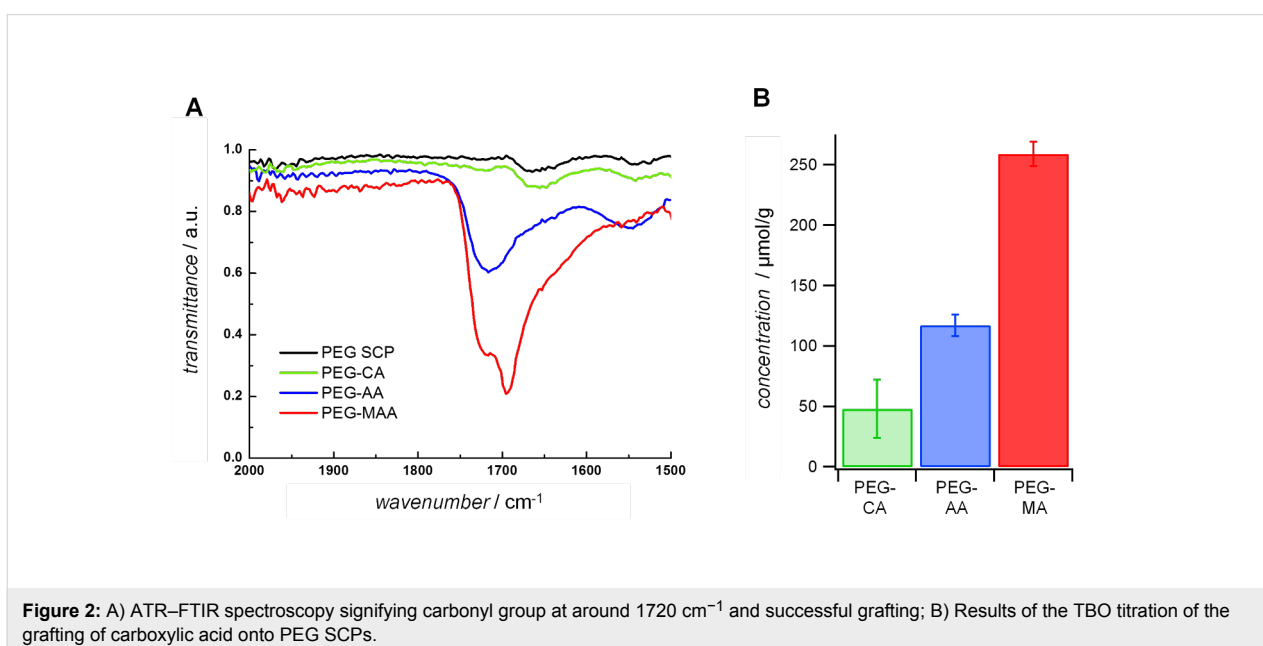 A
transmittance / a.u.
1.0
0.8
0.6
0.4
0.2
0.0
PEG SCP
PEG-CA
PEG-AA
PEG-MAA
2000 1900 1800 1700 1600 1500
wavenumber / cm⁻¹
B
concentration / µmol/g
250
200
150
100
50
0
PEG- PEG- PEG-
CA AA MA
Figure 2: A) ATR–FTIR spectroscopy signifying carbonyl group at around 1720 cm⁻¹ and successful grafting; B) Results of the TBO titration of the
grafting of carboxylic acid onto PEG SCPs.